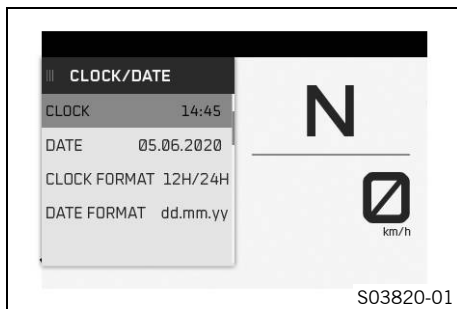 CLOCK/DATE
CLOCK 14:45
DATE 05.06.2020
CLOCK FORMAT 12H/24H
DATE FORMAT dd.mm.yy
N
0
km/h
S03820-01